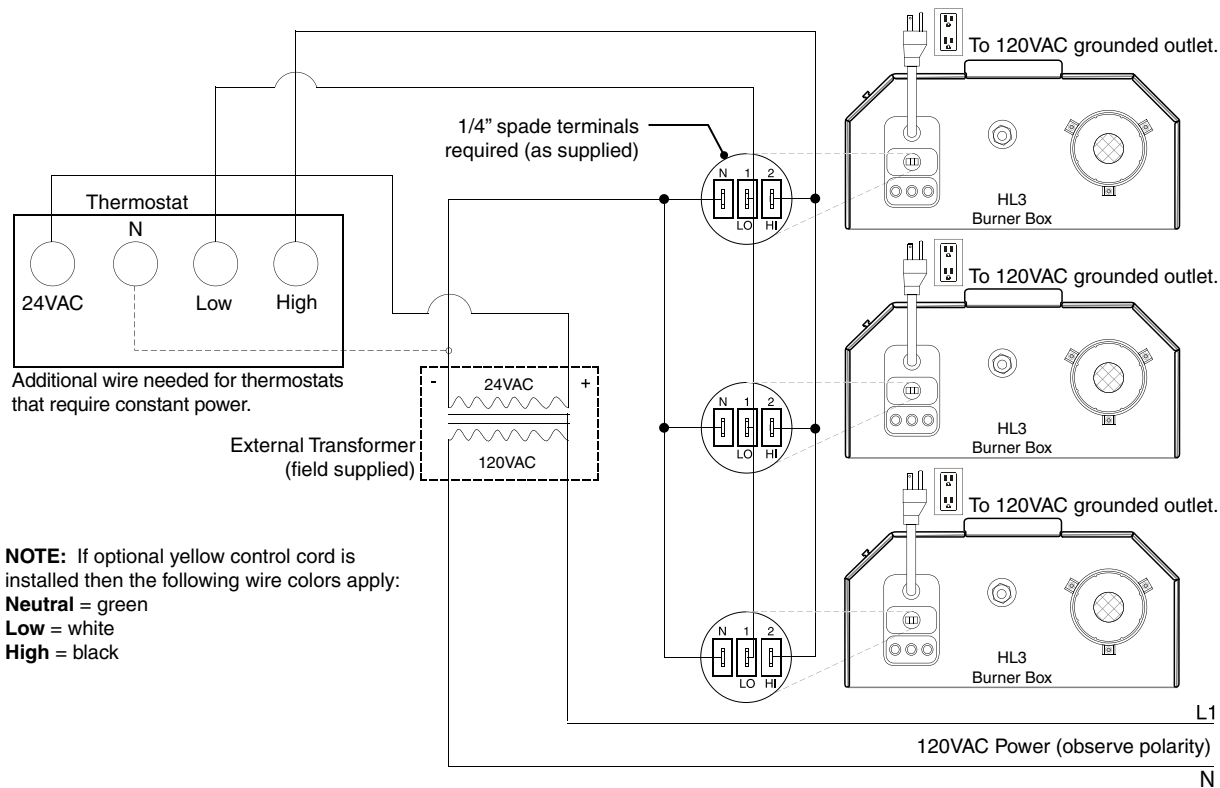 To 120VAC grounded outlet.
1/4” spade terminals
required (as supplied)
N 1 2
LO HI
HL3
Burner Box
Thermostat
N
24VAC
Low
High
Additional wire needed for thermostats
that require constant power.
- 24VAC +
External Transformer
(field supplied)
120VAC
To 120VAC grounded outlet.
N 1 2
LO HI
HL3
Burner Box
To 120VAC grounded outlet.
N 1 2
LO HI
HL3
Burner Box
NOTE: If optional yellow control cord is
installed then the following wire colors apply:
Neutral = green
Low = white
High = black
L1
120VAC Power (observe polarity)
N